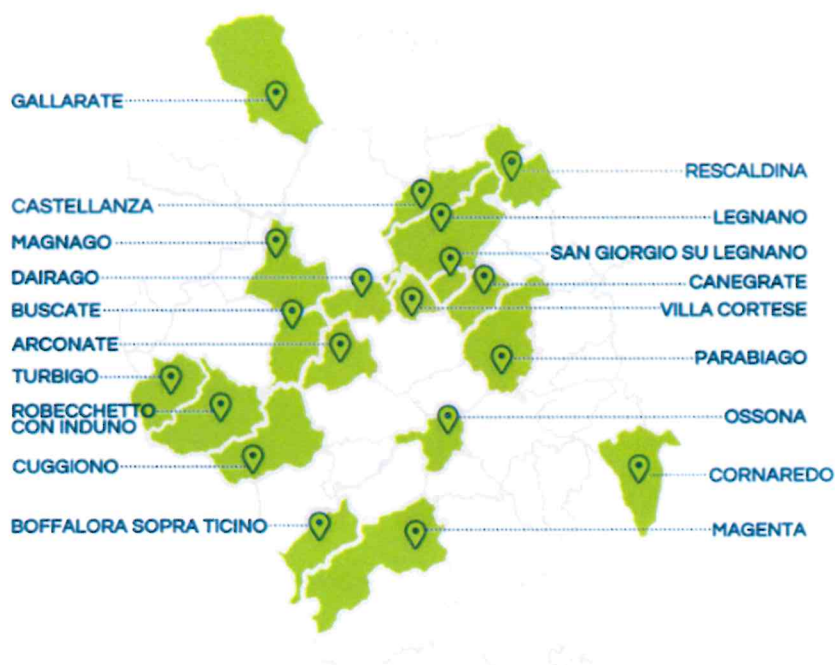 GALLARATE
CASTELLANZA
MAGNAGO
DAIRAGO
BUSCATE
ARCONATE
TURBIGO
ROBECCHETTO
CON INDUNO
CUGGIONO
BOFFALORA SOPRA TICINO
RESCALDINA
LEGNANO
SAN GIORGIO SU LEGNANO
CANEGRATE
VILLA CORTESE
PARABIAGO
OSSONA
CORNAREDO
MAGENTA